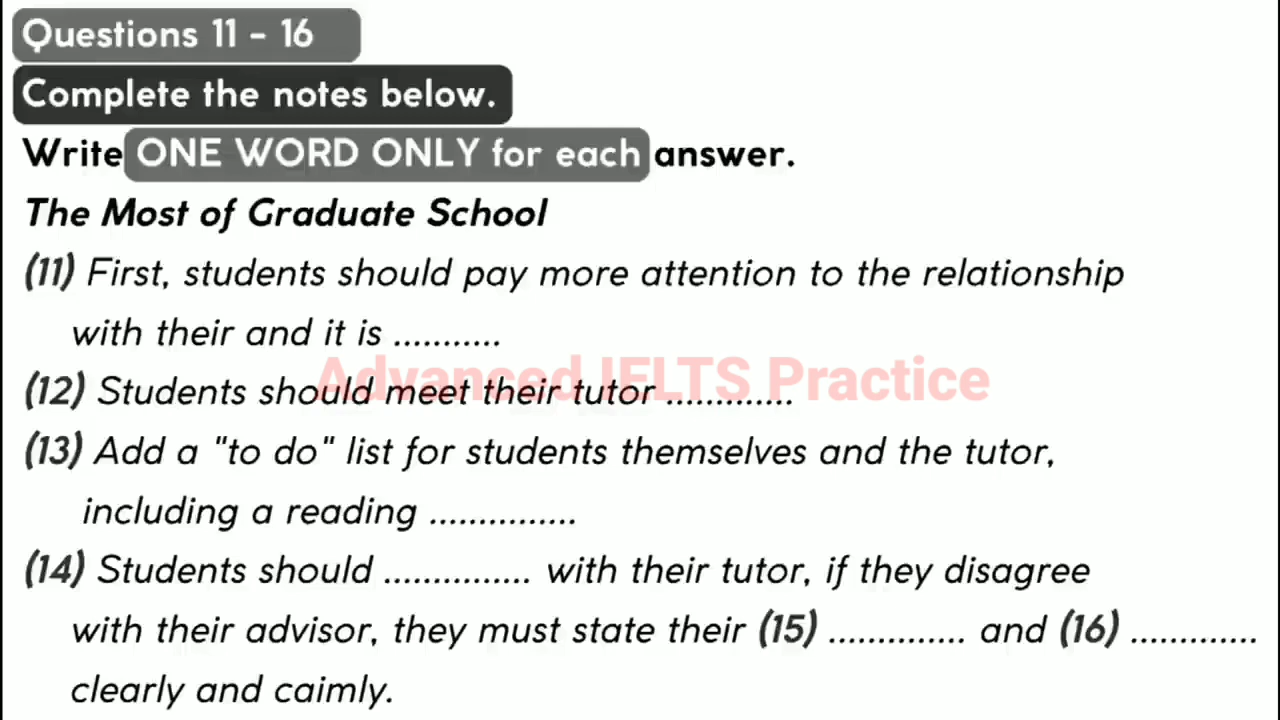 Questions 11 - 16
Complete the notes below.
Write ONE WORD ONLY for each answer.
The Most of Graduate School
(11) First, students should pay more attention to the relationship
with their and it is ...........
Advanced IELTS Practice
(12) Students should meet their tutor .............
(13) Add a "to do" list for students themselves and the tutor,
including a reading ...............
(14) Students should ............... with their tutor, if they disagree
with their advisor, they must state their (15) .............. and (16) .............
clearly and caimly.